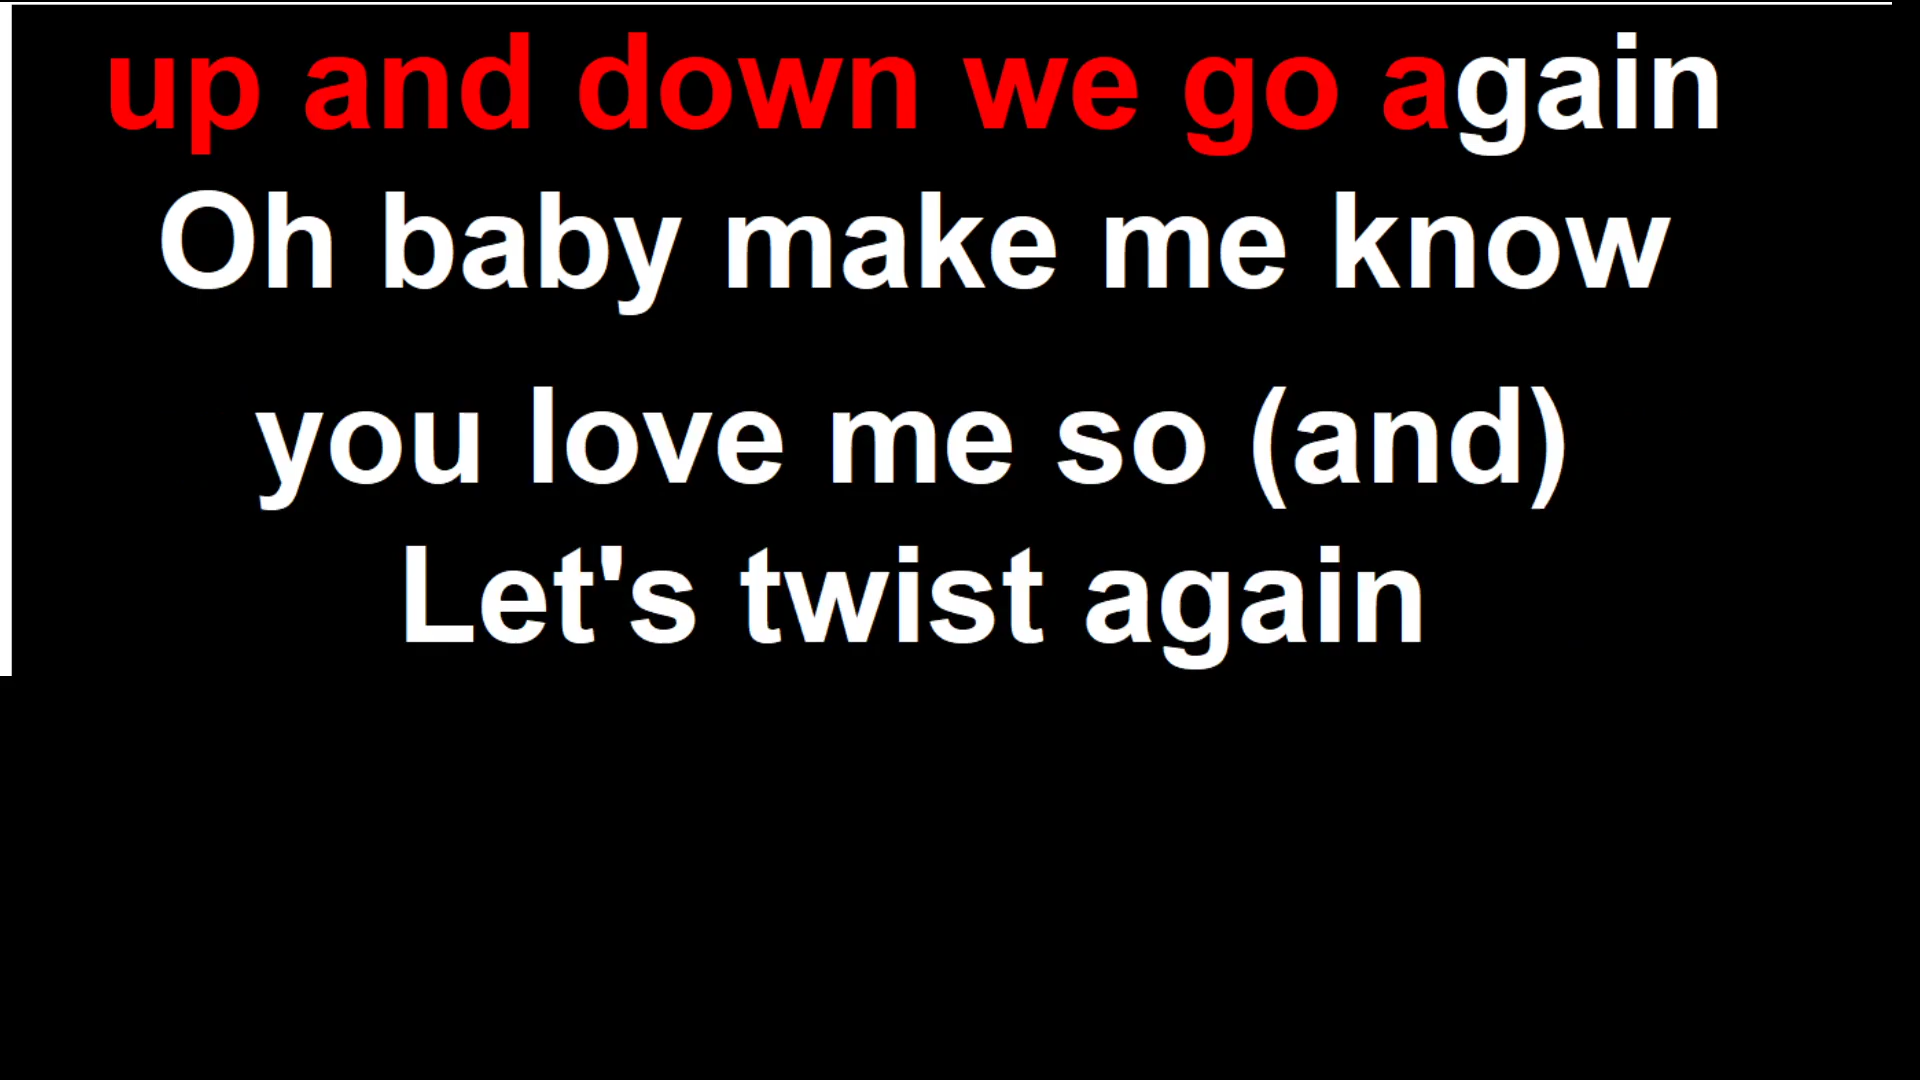 up and down we go again
Oh baby make me know
you love me so (and)
Let's twist again